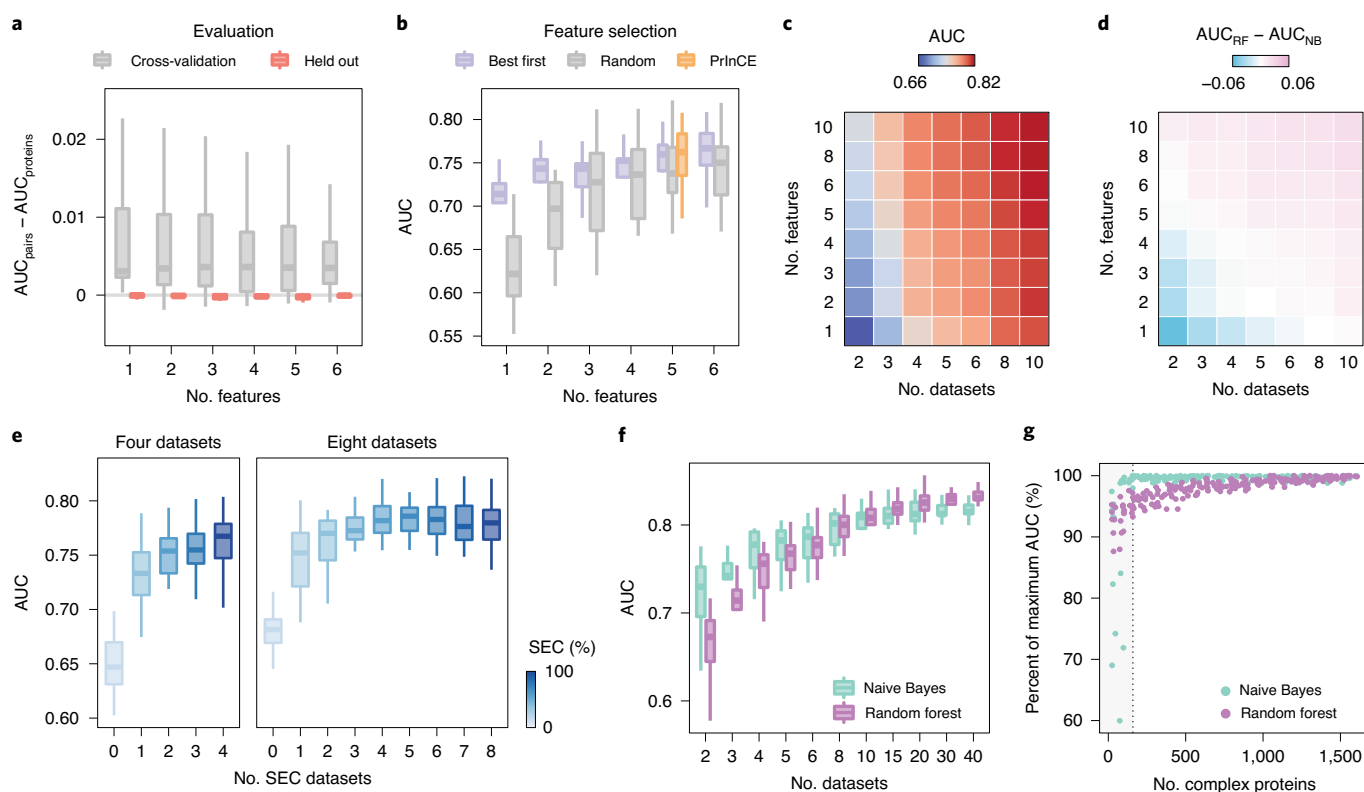 a
Evaluation
Cross-validation
Held out
AUCpairs − AUCproteins
0.02
0.01
0
1 2 3 4 5 6
No. features
b
Feature selection
Best first
Random
PrInCE
AUC
0.80
0.75
0.70
0.65
0.60
0.55
1 2 3 4 5 6
No. features
c
AUC
0.66 0.82
No. features
10
8
6
5
4
3
2
1
2 3 4 5 6 8 10
No. datasets
d
AUCRF − AUCNB
−0.06 0.06
No. features
10
8
6
5
4
3
2
1
2 3 4 5 6 8 10
No. datasets
e
Four datasets Eight datasets
AUC
0.80
0.75
0.70
0.65
0.60
0 1 2 3 4 0 1 2 3 4 5 6 7 8
No. SEC datasets
SEC (%)
100
0
f
AUC
0.8
0.7
0.6
Naive Bayes
Random forest
2 3 4 5 6 8 10 15 20 30 40
No. datasets
g
Percent of maximum AUC (%)
100
90
80
70
60
Naive Bayes
Random forest
0 500 1,000 1,500
No. complex proteins